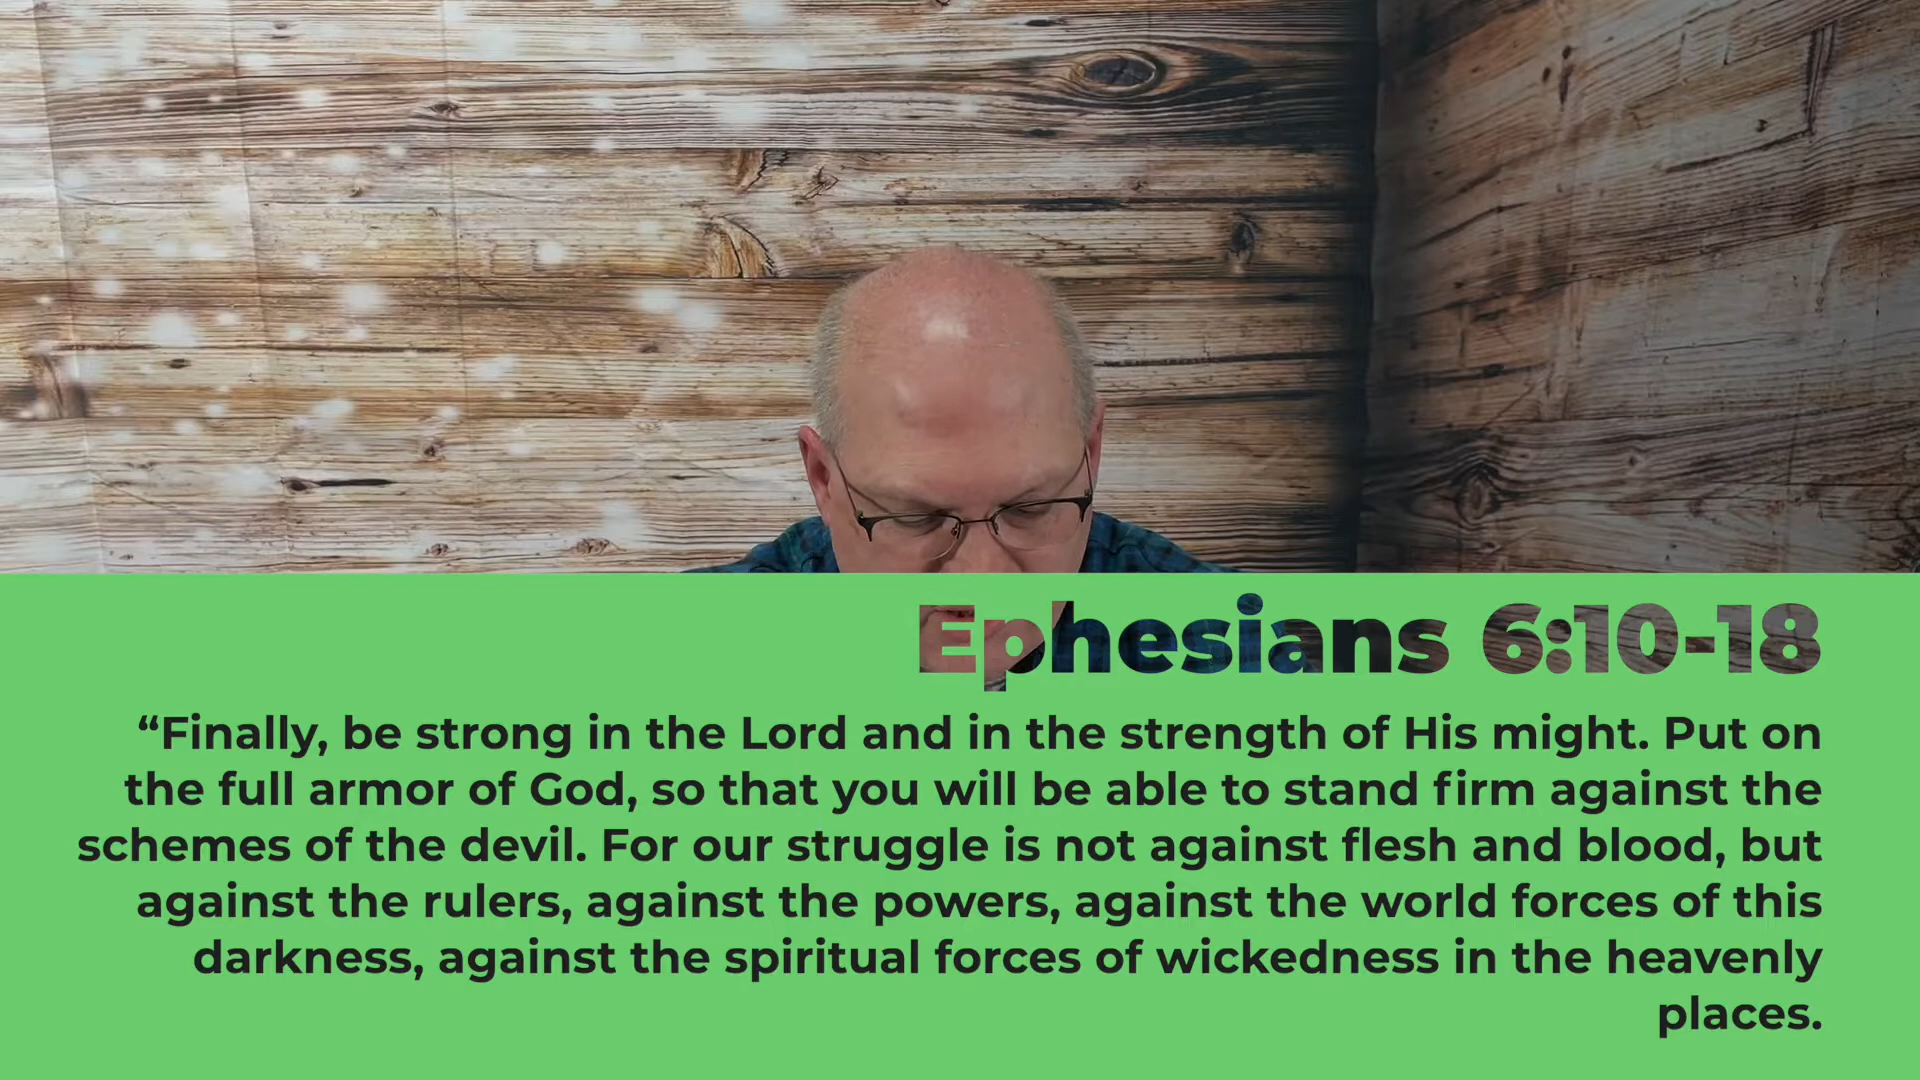 Ephesians 6:10-18
“Finally, be strong in the Lord and in the strength of His might. Put on
the full armor of God, so that you will be able to stand firm against the
schemes of the devil. For our struggle is not against flesh and blood, but
against the rulers, against the powers, against the world forces of this
darkness, against the spiritual forces of wickedness in the heavenly
places.